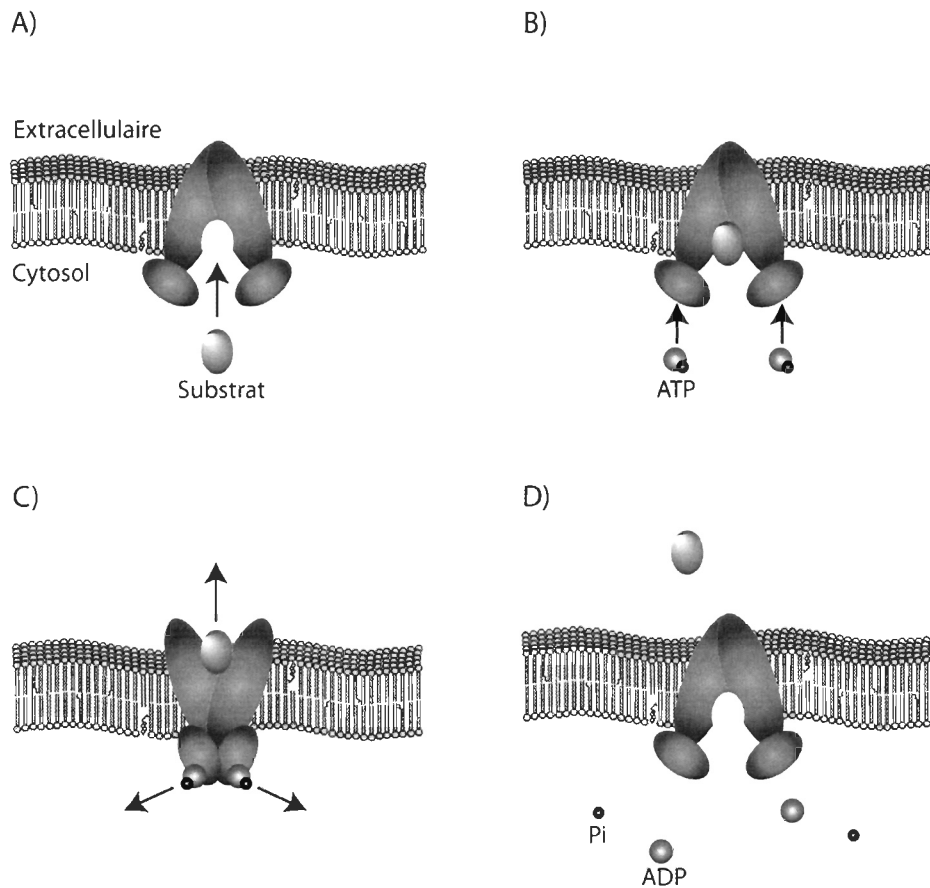 A)
B)
Extracellulaire
Cytosol
Substrat
ATP
C)
D)
Pi
ADP